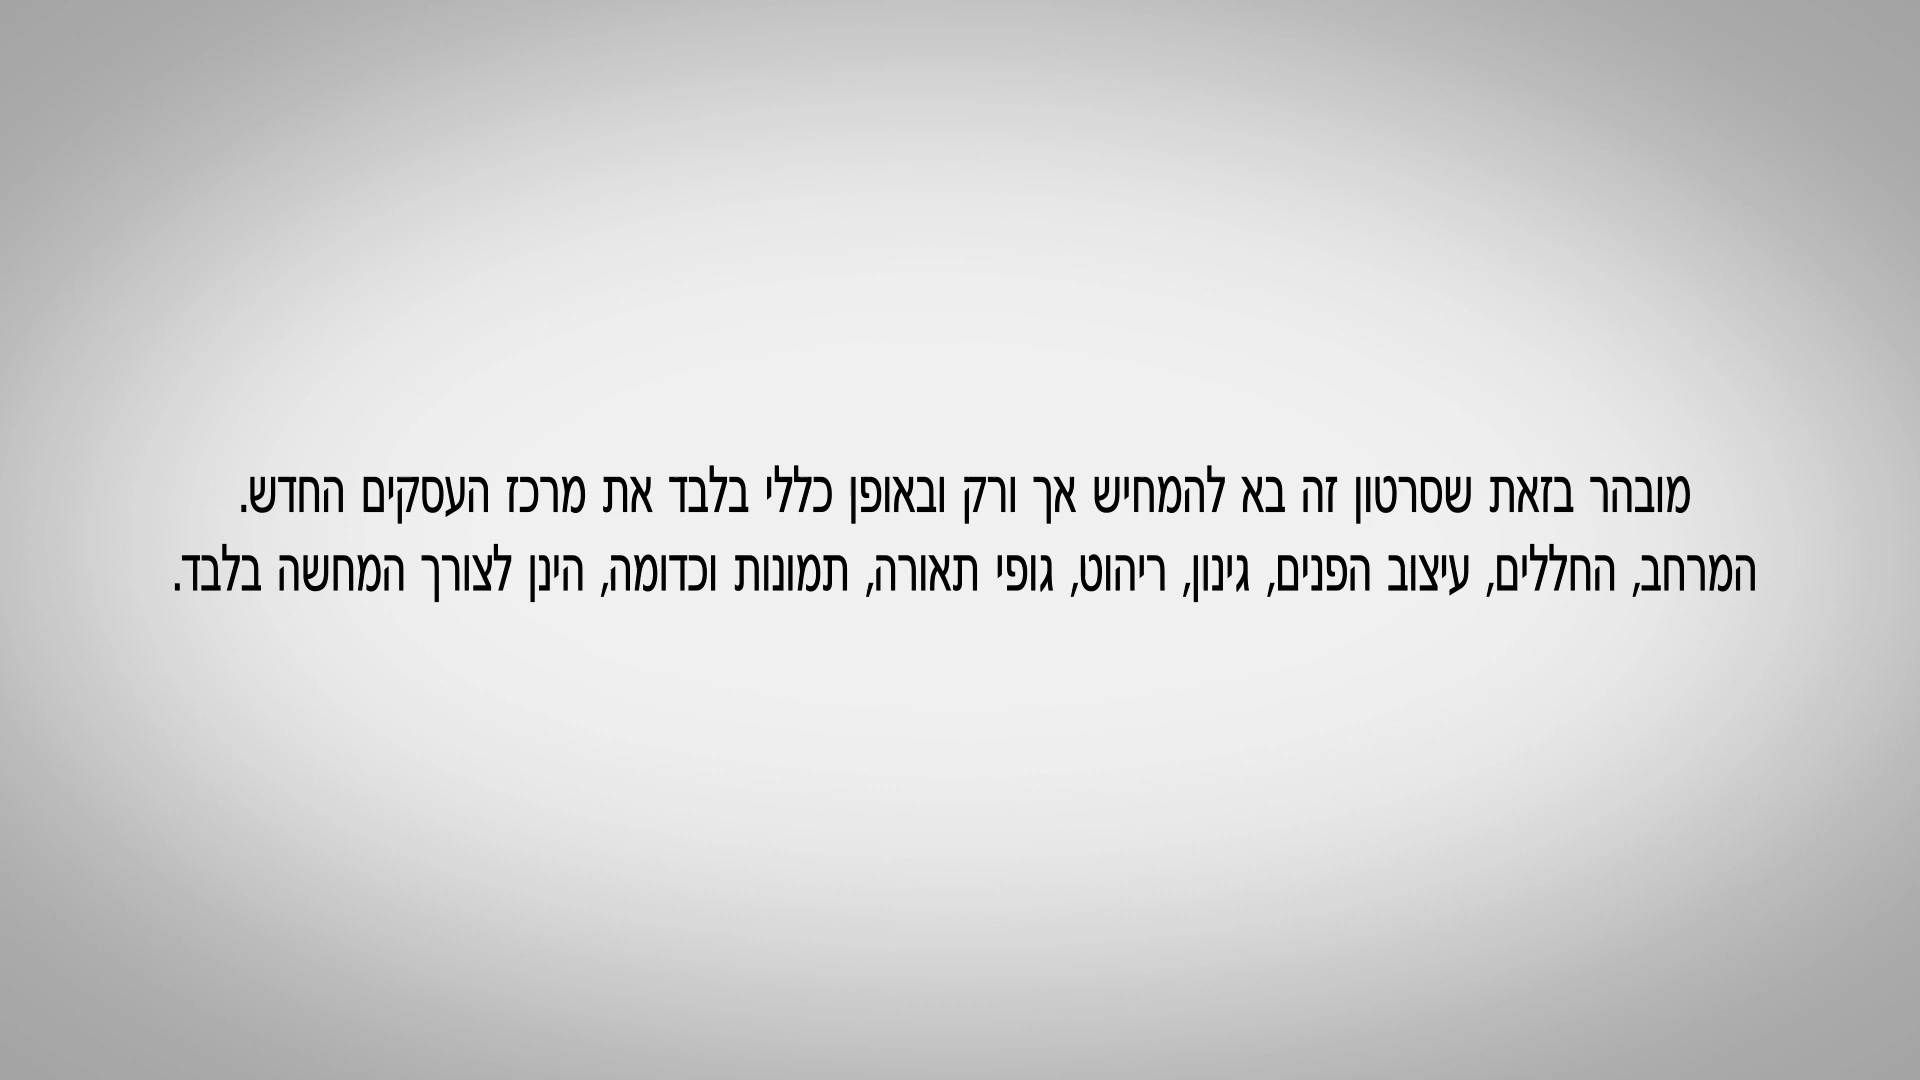 מובהר בזאת שסרטון זה בא להמחיש אך ורק ובאופן כללי בלבד את מרכז העסקים החדש.
המרחב, החללים, עיצוב הפנים, גינון, ריהוט, גופי תאורה, תמונות וכדומה, הינן לצורך המחשה בלבד.